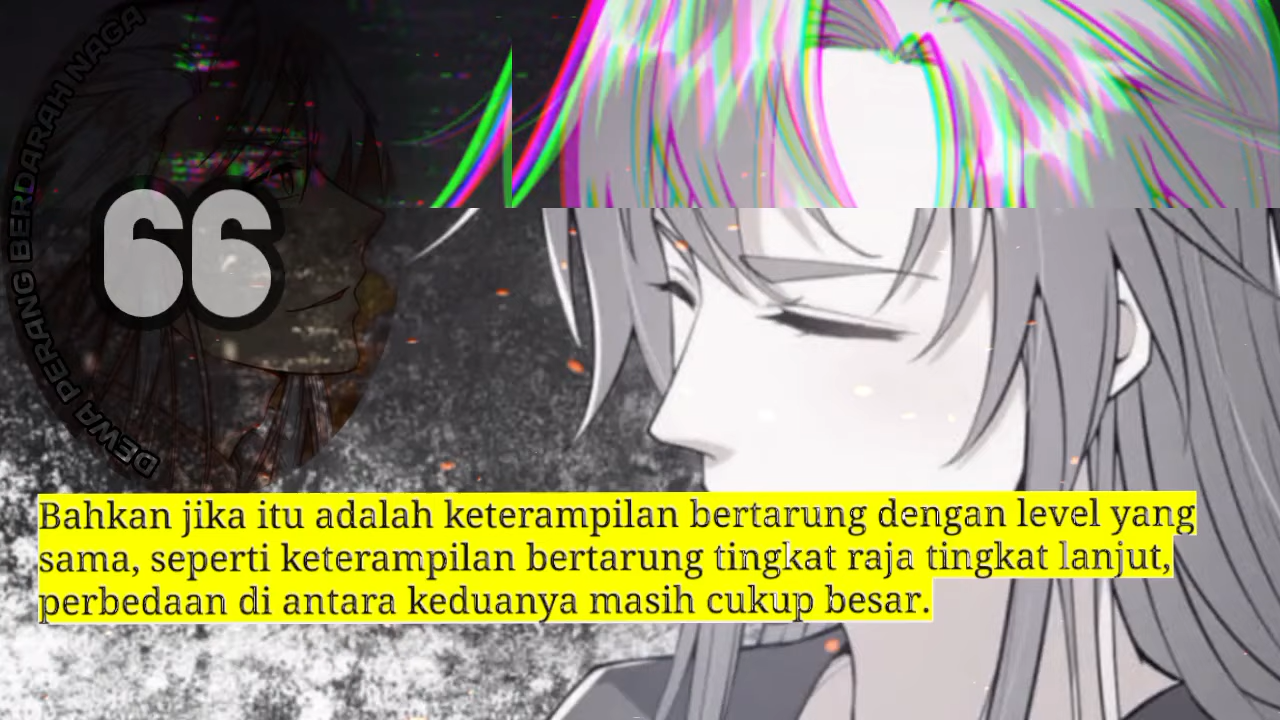 DEWA PERANG BERDARAH NAGA
66
Bahkan jika itu adalah keterampilan bertarung dengan level yang
sama, seperti keterampilan bertarung tingkat raja tingkat lanjut,
perbedaan di antara keduanya masih cukup besar.